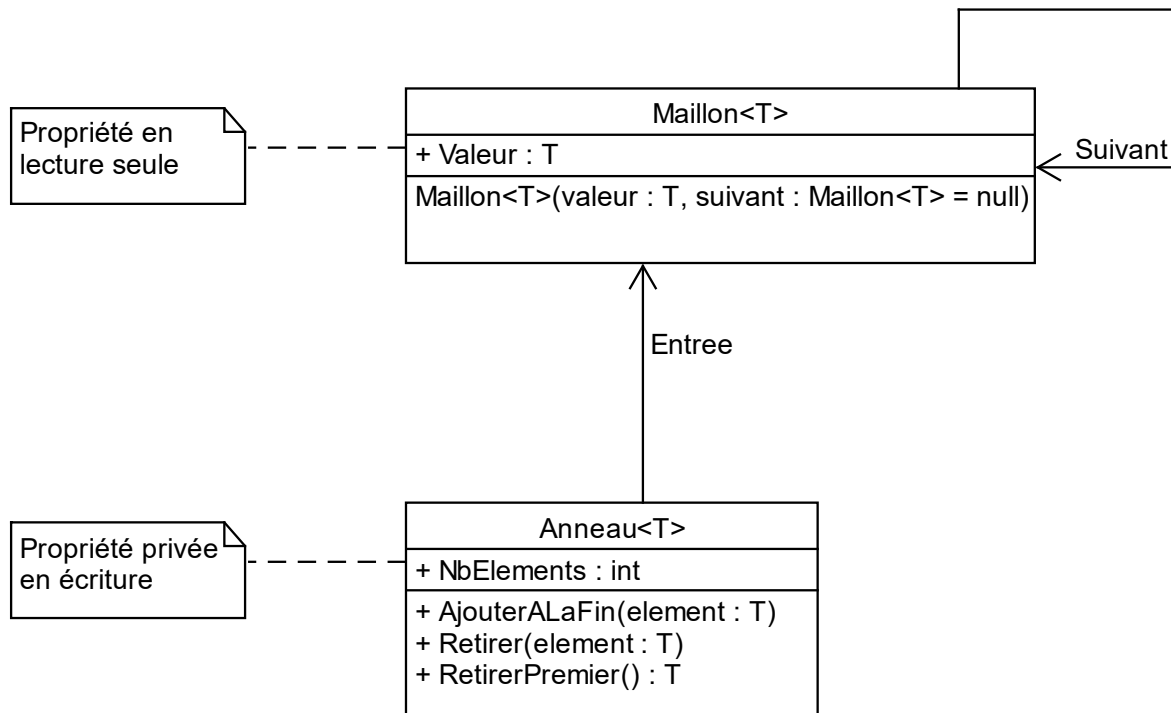 Propriété en
lecture seule
Maillon<T>
+ Valeur : T
Maillon<T>(valeur : T, suivant : Maillon<T> = null)
Suivant
Entree
Propriété privée
en écriture
Anneau<T>
+ NbElements : int
+ AjouterALaFin(element : T)
+ Retirer(element : T)
+ RetirerPremier() : T